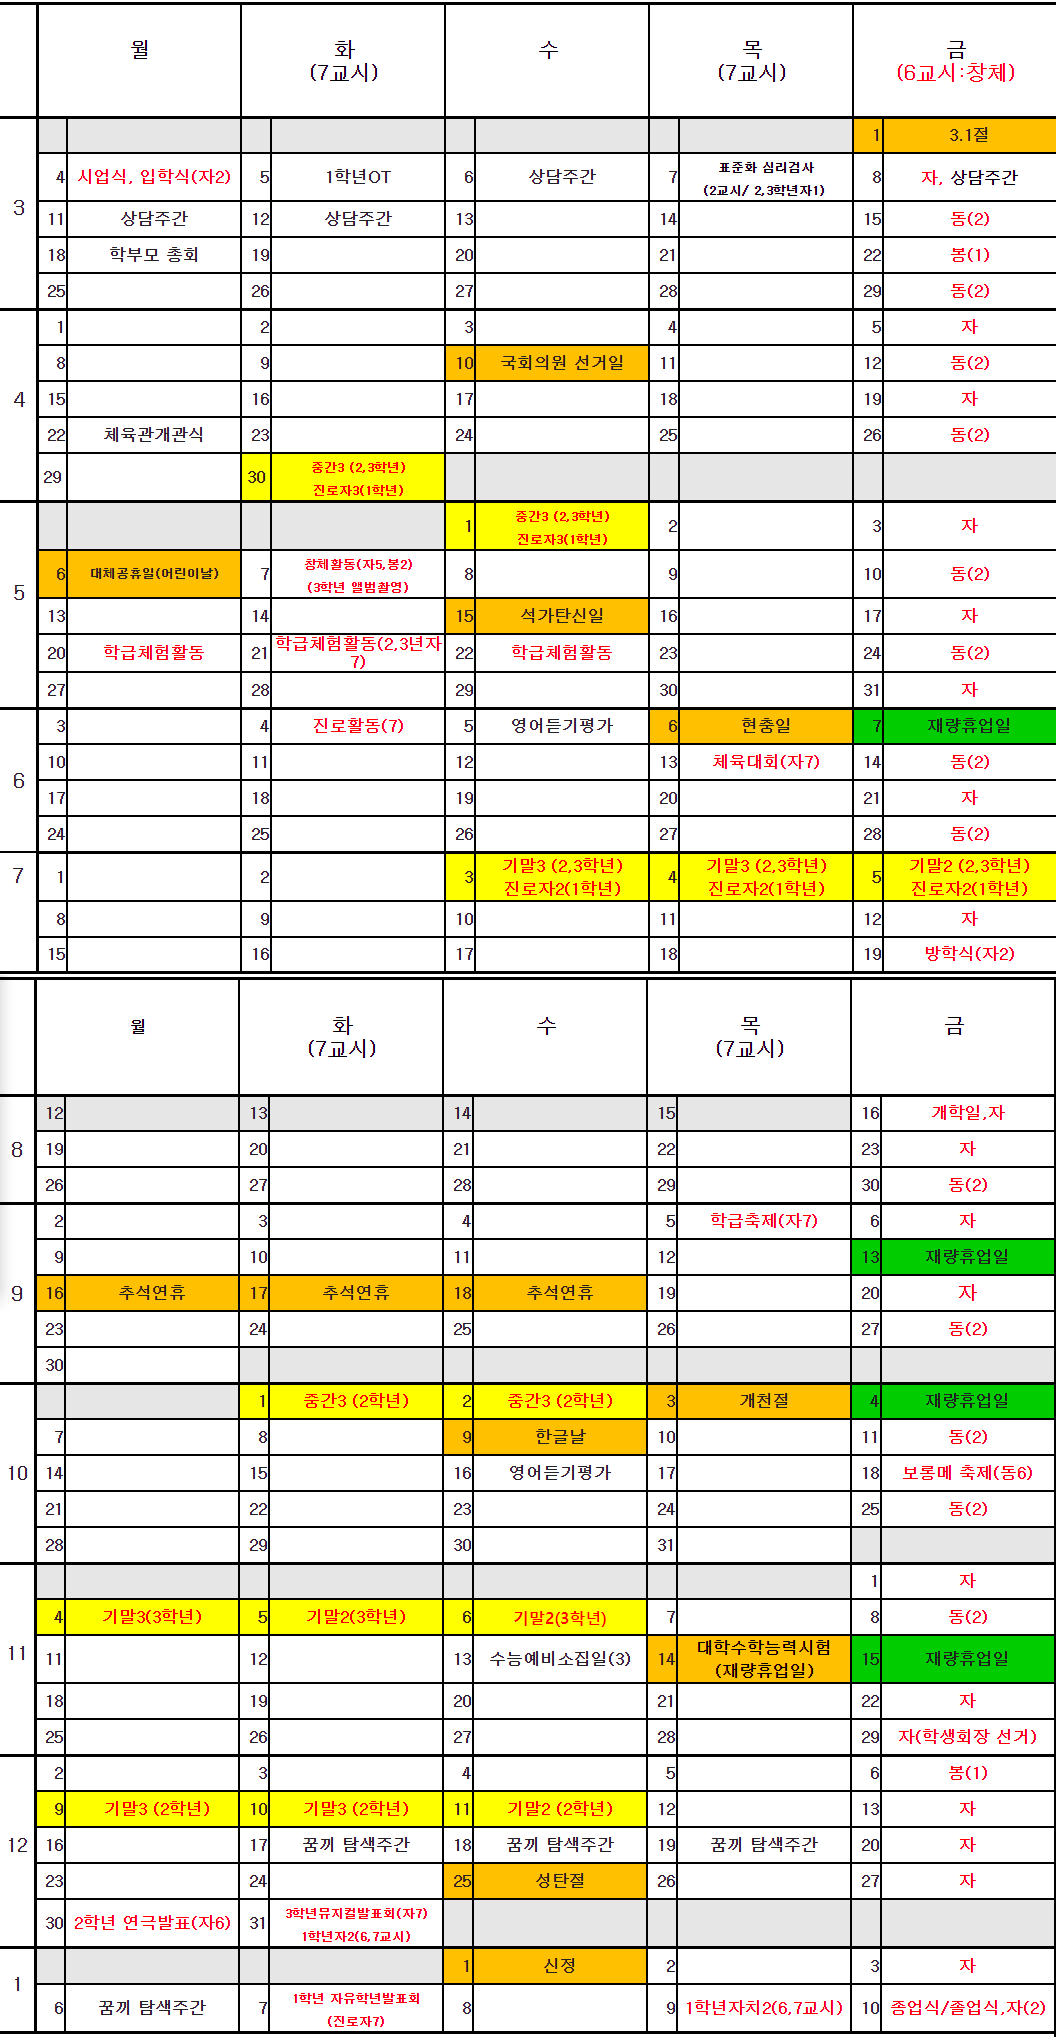 월 화 수 목 금
(7교시) (7교시) (6교시:창체)
3
1 3.1절
4 시업식, 입학식(자2) 5 1학년OT 6 상담주간 7 표준화 심리검사 8 자, 상담주간
(2교시/ 2,3학년자1)
11 상담주간 12 상담주간 13 14 15 동(2)
18 학부모 총회 19 20 21 22 봉(1)
25 26 27 28 29 동(2)
4
1 2 3 4 5 자
8 9 10 국회의원 선거일 11 12 동(2)
15 16 17 18 19 자
22 체육관개관식 23 24 25 26 동(2)
29 30 중간3 (2,3학년)
진로자3(1학년)
5
1 중간3 (2,3학년) 2 3 자
진로자3(1학년)
6 대체공휴일(어린이날) 7 창체활동(자5,봉2) 8 9 10 동(2)
(3학년 앨범촬영)
13 14 15 석가탄신일 16 17 자
20 학급체험활동 21 학급체험활동(2,3년자 22 학급체험활동 23 24 동(2)
7)
27 28 29 30 31 자
6
3 4 진로활동(7) 5 영어듣기평가 6 현충일 7 재량휴업일
10 11 12 13 체육대회(자7) 14 동(2)
17 18 19 20 21 자
24 25 26 27 28 동(2)
7
1 2 3 기말3 (2,3학년) 4 기말3 (2,3학년) 5 기말2 (2,3학년)
진로자2(1학년) 진로자2(1학년) 진로자2(1학년)
8 9 10 11 12 자
15 16 17 18 19 방학식(자2)
월 화 수 목 금
(7교시) (7교시)
8
12 13 14 15 16 개학일,자
19 20 21 22 23 자
26 27 28 29 30 동(2)
9
2 3 4 5 학급축제(자7) 6 자
9 10 11 12 13 재량휴업일
16 추석연휴 17 추석연휴 18 추석연휴 19 20 자
23 24 25 26 27 동(2)
30
10
1 중간3 (2학년) 2 중간3 (2학년) 3 개천절 4 재량휴업일
7 8 9 한글날 10 11 동(2)
14 15 16 영어듣기평가 17 18 보롱메 축제(동6)
21 22 23 24 25 동(2)
28 29 30 31
11
1 자
4 기말3(3학년) 5 기말2(3학년) 6 기말2(3학년) 7 8 동(2)
11 12 13 수능예비소집일(3) 14 대학수학능력시험 15 재량휴업일
(재량휴업일)
18 19 20 21 22 자
25 26 27 28 29 자(학생회장 선거)
12
2 3 4 5 6 봉(1)
9 기말3 (2학년) 10 기말3 (2학년) 11 기말2 (2학년) 12 13 자
16 17 꿈끼 탐색주간 18 꿈끼 탐색주간 19 꿈끼 탐색주간 20 자
23 24 25 성탄절 26 27 자
30 2학년 연극발표(자6) 31 3학년뮤지컬발표회(자7)
1학년자2(6,7교시)
1
1 신정 2 3 자
6 꿈끼 탐색주간 7 1학년 자유학년발표회 8 9 1학년자치2(6,7교시) 10 종업식/졸업식,자(2)
(진로자7)